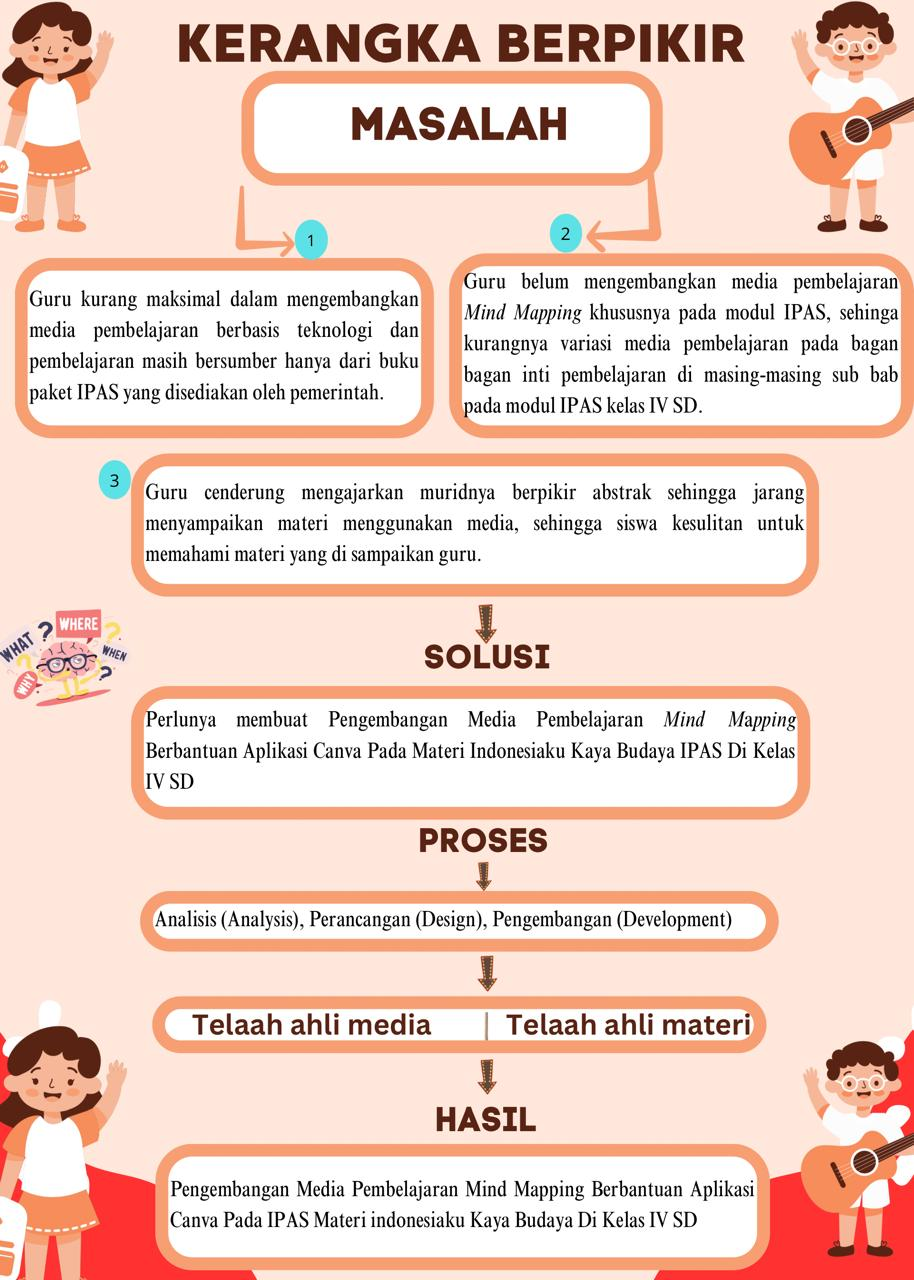 KERANGKA BERPIKIR
MASALAH
1
2
Guru kurang maksimal dalam mengembangkan
media pembelajaran berbasis teknologi dan
pembelajaran masih bersumber hanya dari buku
paket IPAS yang disediakan oleh pemerintah.
Guru belum mengembangkan media pembelajaran
Mind Mapping khususnya pada modul IPAS, sehinga
kurangnya variasi media pembelajaran pada bagan
bagan inti pembelajaran di masing-masing sub bab
pada modul IPAS kelas IV SD.
3
Guru cenderung mengajarkan muridnya berpikir abstrak sehingga jarang
menyampaikan materi menggunakan media, sehingga siswa kesulitan untuk
memahami materi yang di sampaikan guru.
WHAT
?
WHERE
?
WHEN
?
WHY
?
SOLUSI
Perlunya membuat Pengembangan Media Pembelajaran Mind Mapping
Berbantuan Aplikasi Canva Pada Materi Indonesiaku Kaya Budaya IPAS Di Kelas
IV SD
PROSES
Analisis (Analysis), Perancangan (Design), Pengembangan (Development)
Telaah ahli media | Telaah ahli materi
HASIL
Pengembangan Media Pembelajaran Mind Mapping Berbantuan Aplikasi
Canva Pada IPAS Materi indonesiaku Kaya Budaya Di Kelas IV SD